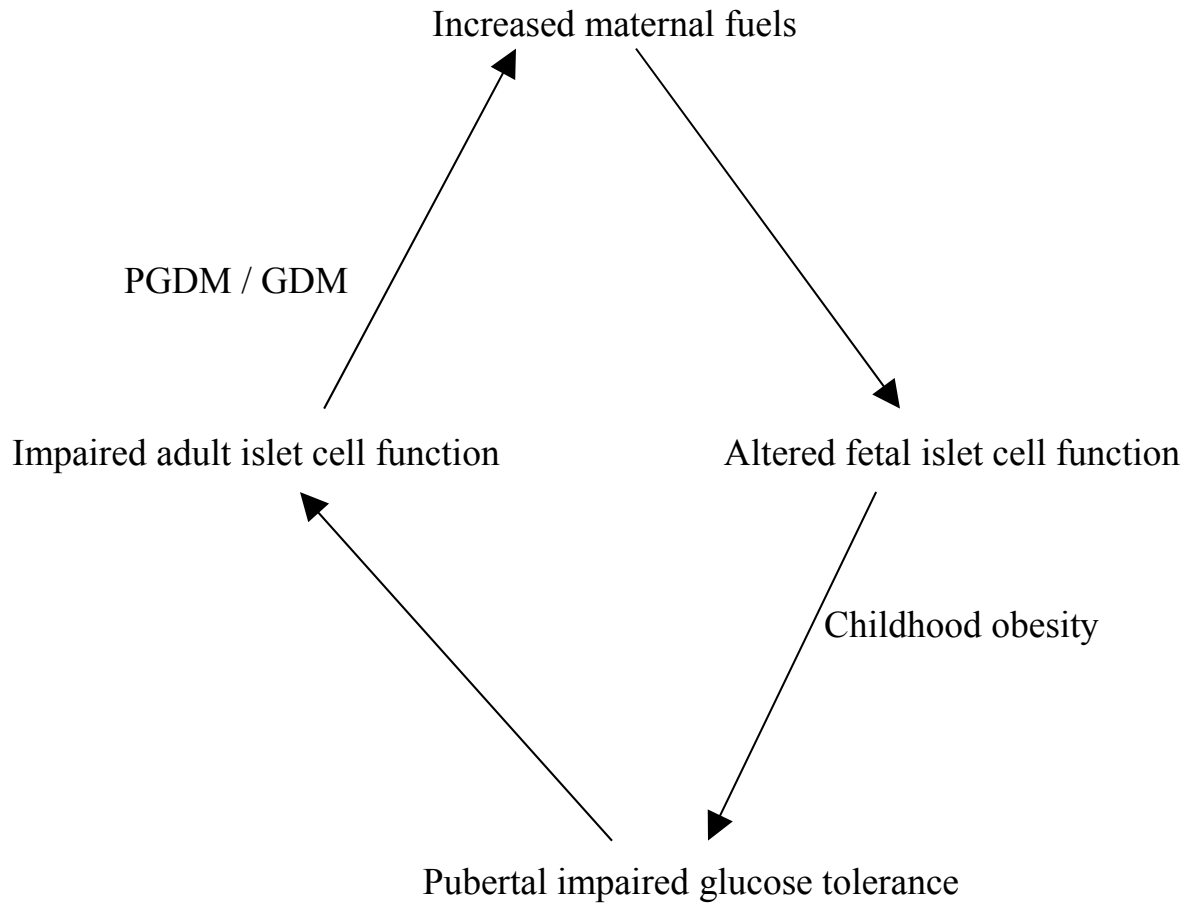 Increased maternal fuels
PGDM / GDM
Impaired adult islet cell function
Altered fetal islet cell function
Childhood obesity
Pubertal impaired glucose tolerance